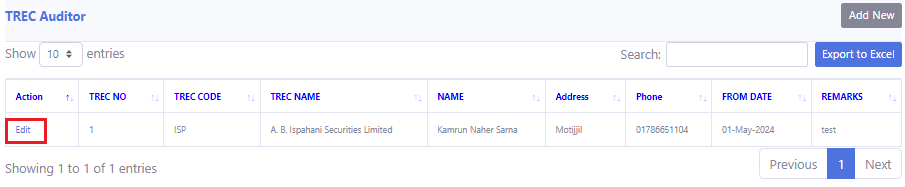 TREC Auditor
Add New
Show 10 entries
Search:
Export to Excel
Action TREC NO TREC CODE TREC NAME NAME Address Phone FROM DATE REMARKS
Edit 1 ISP A. B. Ispahani Securities Limited Kamrun Naher Sarna Motijjil 01786651104 01-May-2024 test
Showing 1 to 1 of 1 entries
Previous 1 Next